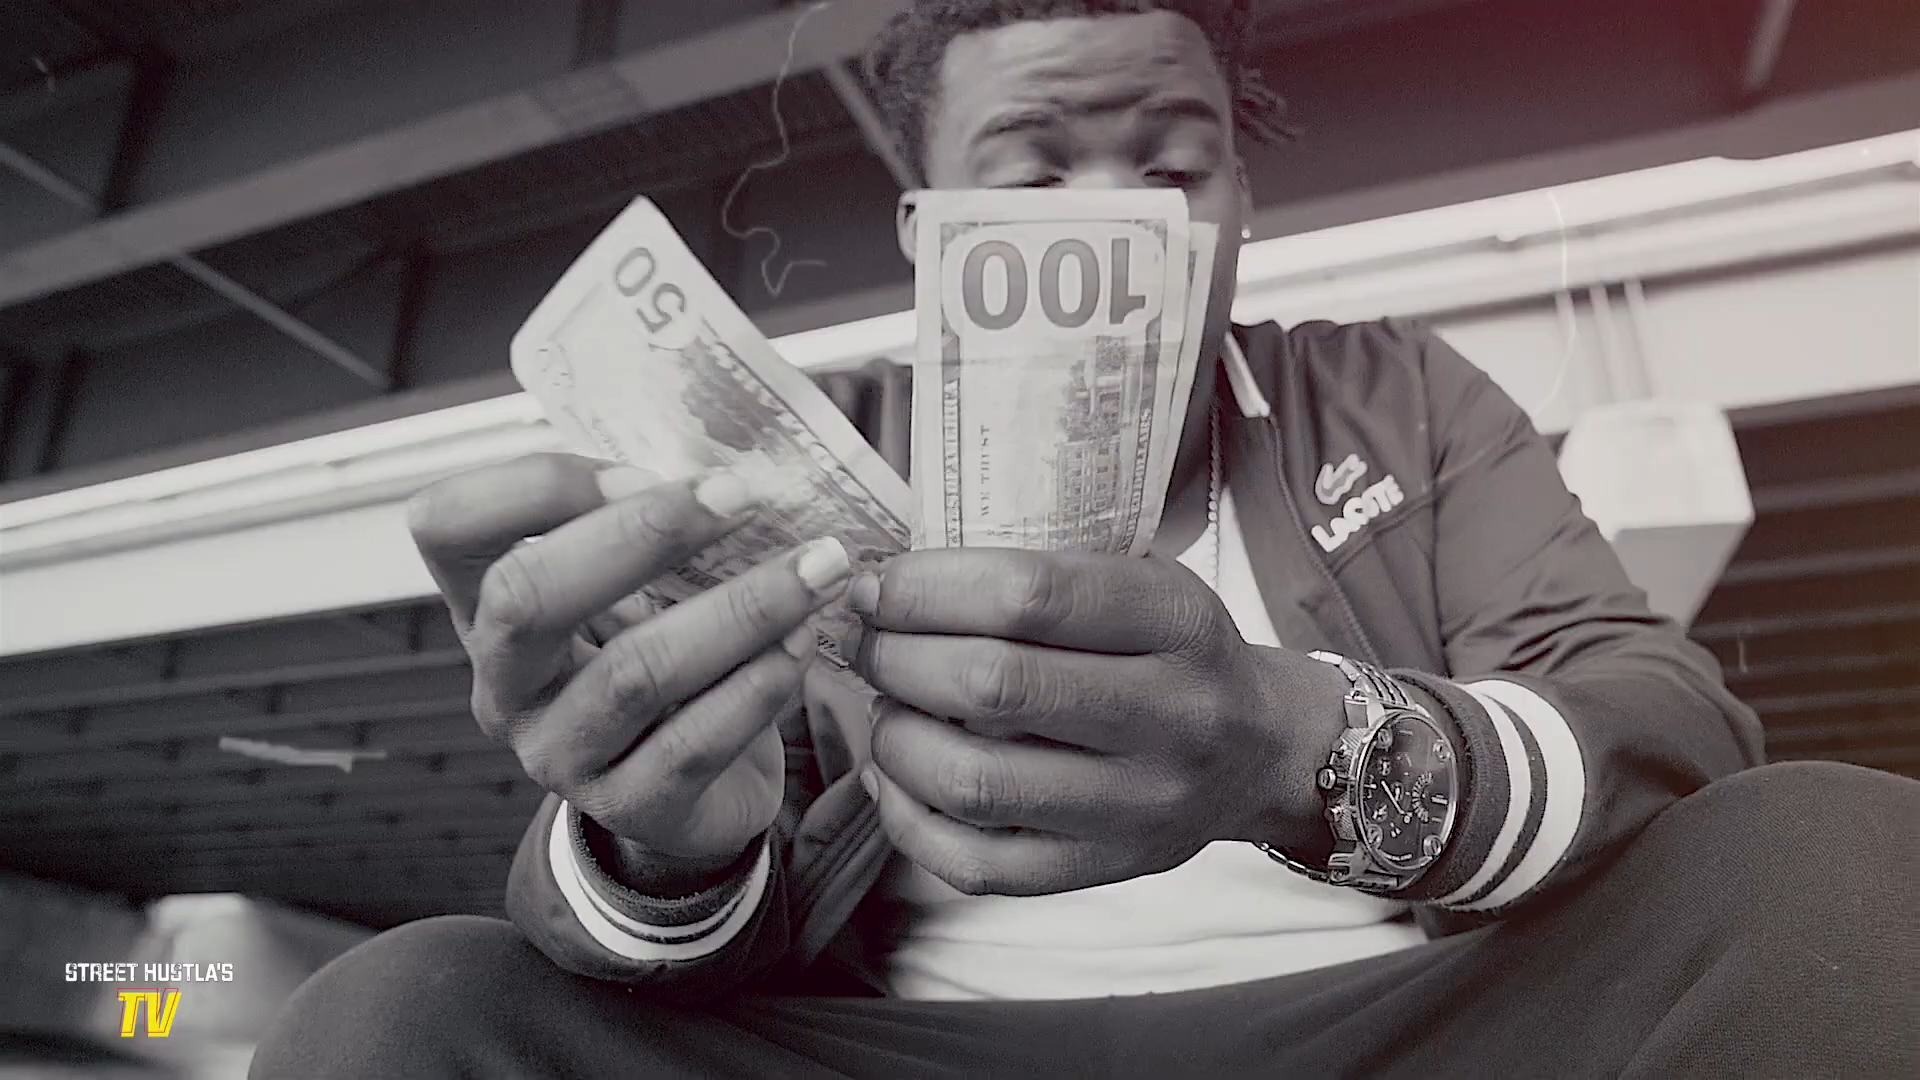 50
100
WE TRUST
LACOSTE
STREET HUSTLA'S
TV